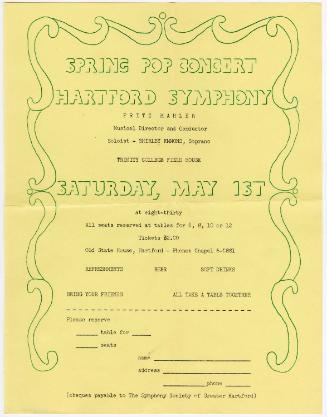 SPRING POP CONCERT
HARTFORD SYMPHONY
FRITZ MAHLER
Musical Director and Conductor
Soloist - SHIRLEY EMMONS, Soprano
TRINITY COLLEGE FIELD HOUSE
SATURDAY, MAY 1ST
at eight-thirty
All seats reserved at tables for 6, 8, 10 or 12
Tickets $2.00
Old State House, Hartford - Phone: Chapel 6-0881
REFRESHMENTS BEER SOFT DRINKS
BRING YOUR FRIENDS ALL TAKE A TABLE TOGETHER
Please reserve
table for
seats
name
address
phone
(cheques payable to The Symphony Society of Greater Hartford)